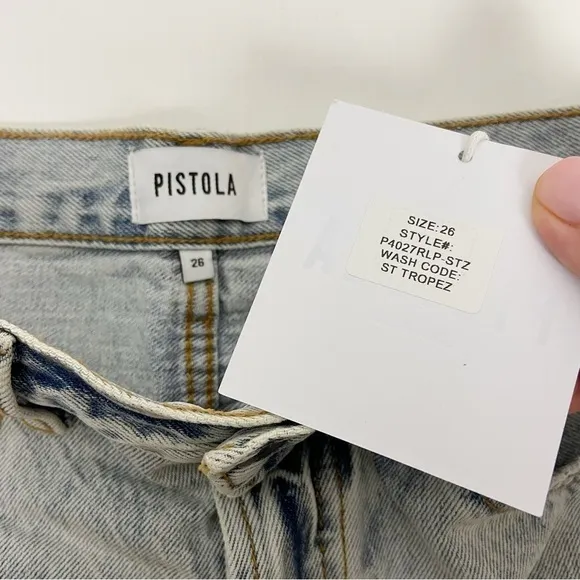 PISTOLA
26
SIZE: 26
STYLE#:
P4027RLP-STZ
WASH CODE:
ST TROPEZ